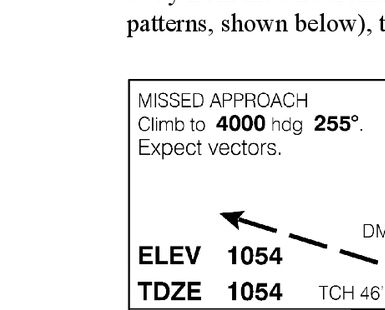 patterns, shown below), t
MISSED APPROACH
Climb to 4000 hdg 255°.
Expect vectors.
DM
ELEV 1054
TDZE 1054 TCH 46'